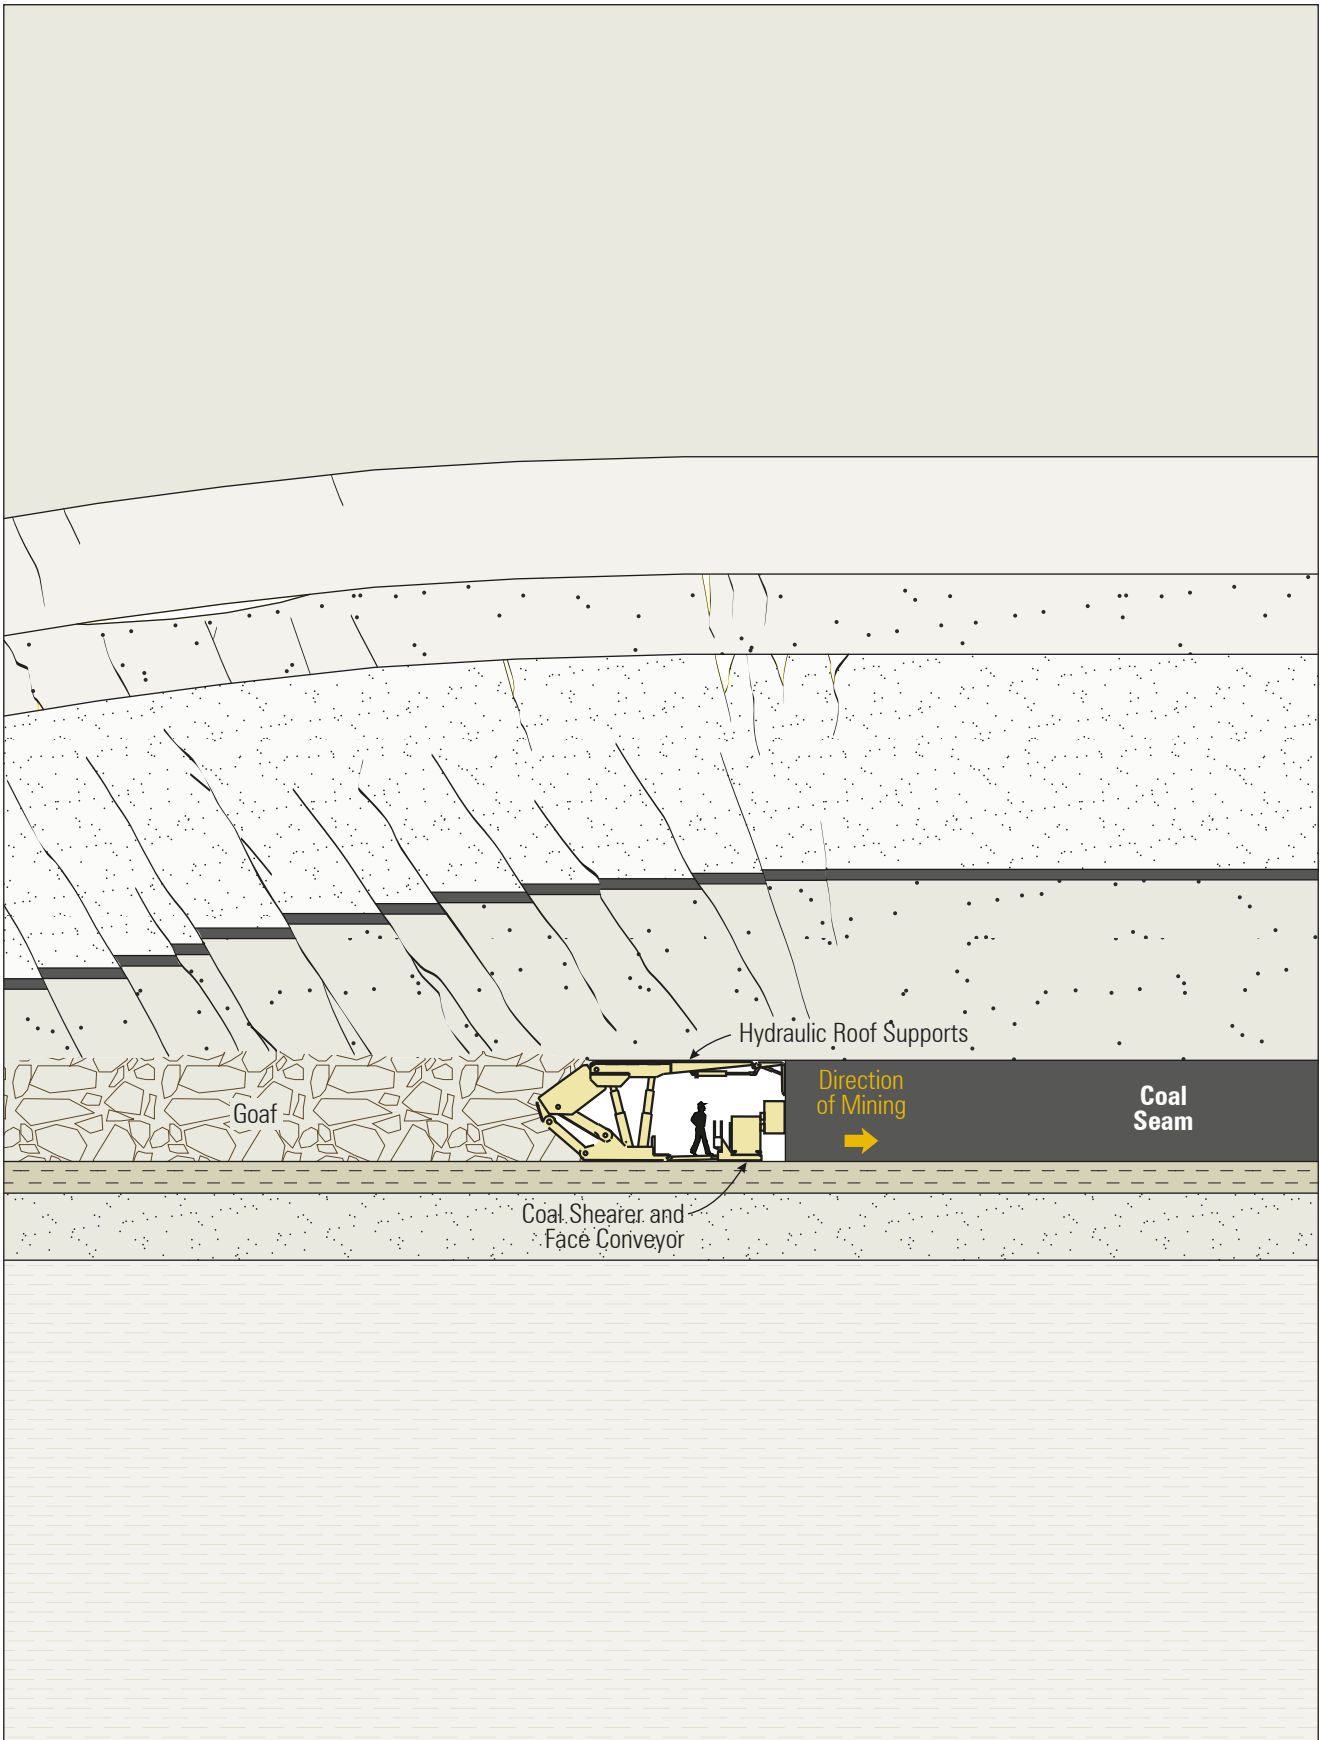 Hydraulic Roof Supports
Direction
of Mining
Coal
Seam
Goaf
Coal Shearer and
Face Conveyor